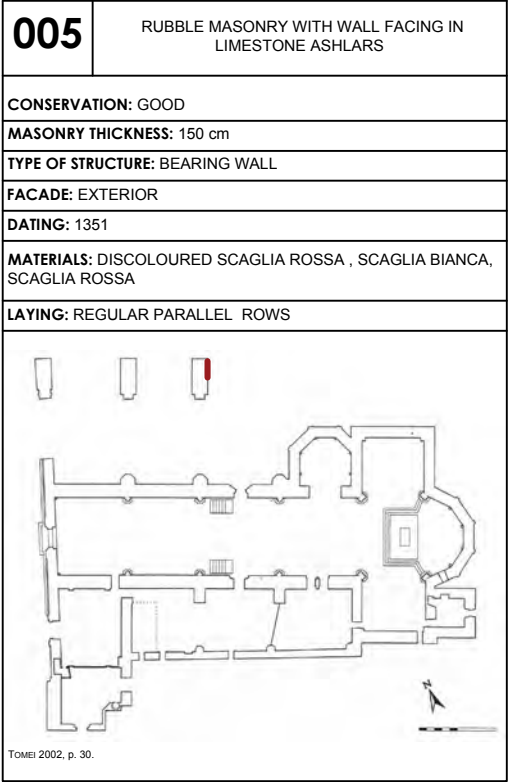 005
RUBBLE MASONRY WITH WALL FACING IN
LIMESTONE ASHLARS
CONSERVATION: GOOD
MASONRY THICKNESS: 150 cm
TYPE OF STRUCTURE: BEARING WALL
FACADE: EXTERIOR
DATING: 1351
MATERIALS: DISCOLOURED SCAGLIA ROSSA , SCAGLIA BIANCA,
SCAGLIA ROSSA
LAYING: REGULAR PARALLEL ROWS
N
TOMEI 2002, p. 30.